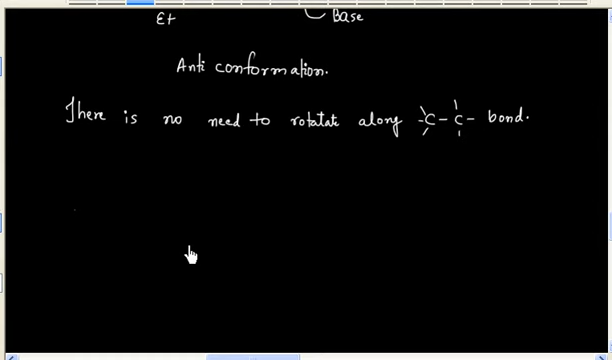 Et Base
Anti conformation.
There is no need to rotatate along -C-C- bond.